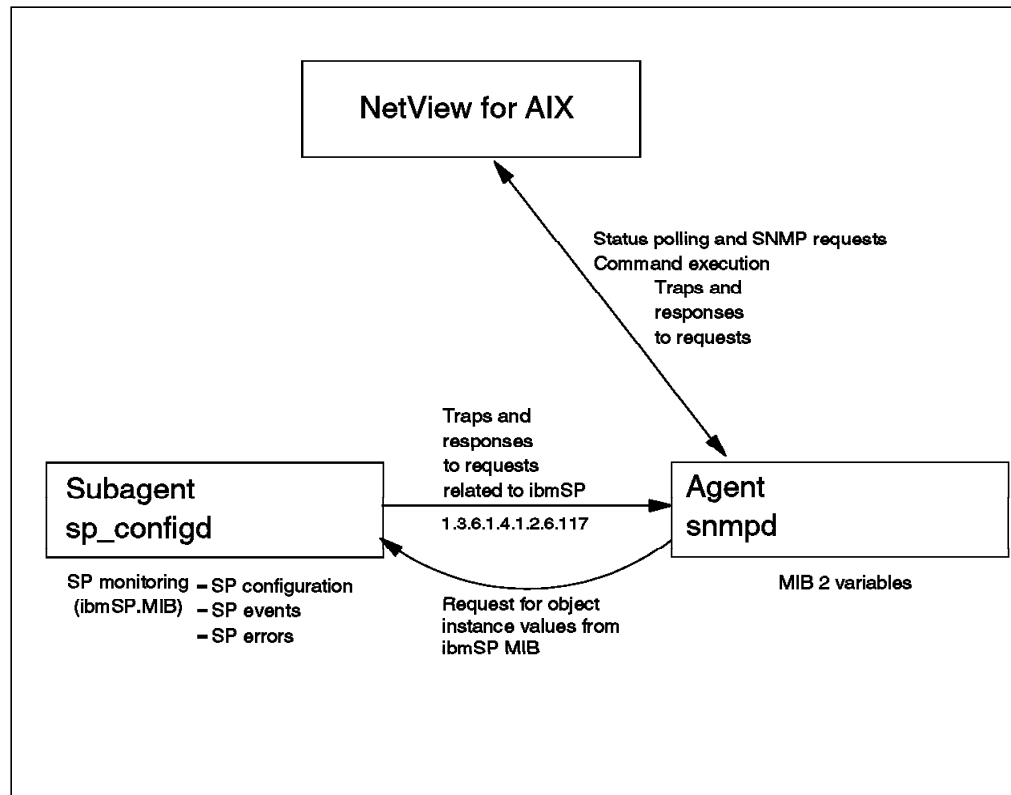 NetView for AIX
Status polling and SNMP requests
Command execution
Traps and
responses
to requests
Traps and
responses
to requests
related to ibmSP
1.3.6.1.4.1.2.6.117
Subagent
sp_configd
Agent
snmpd
SP monitoring
(ibmSP.MIB)
– SP configuration
– SP events
– SP errors
Request for object
instance values from
ibmSP MIB
MIB 2 variables